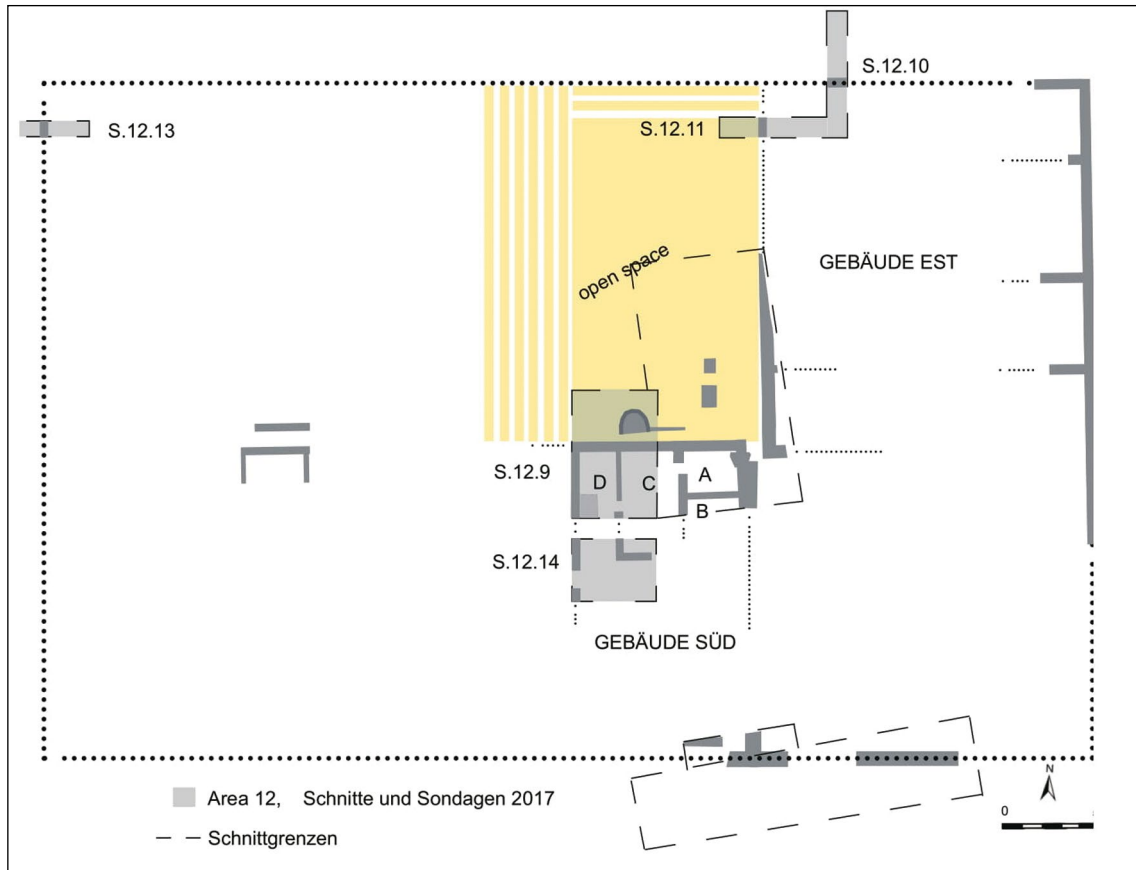 S.12.10
S.12.13
S.12.11
open space
GEBÄUDE EST
S.12.9
D
C
A
B
S.12.14
GEBÄUDE SÜD
Area 12, Schnitte und Sondagen 2017
Schnittgrenzen
N
0